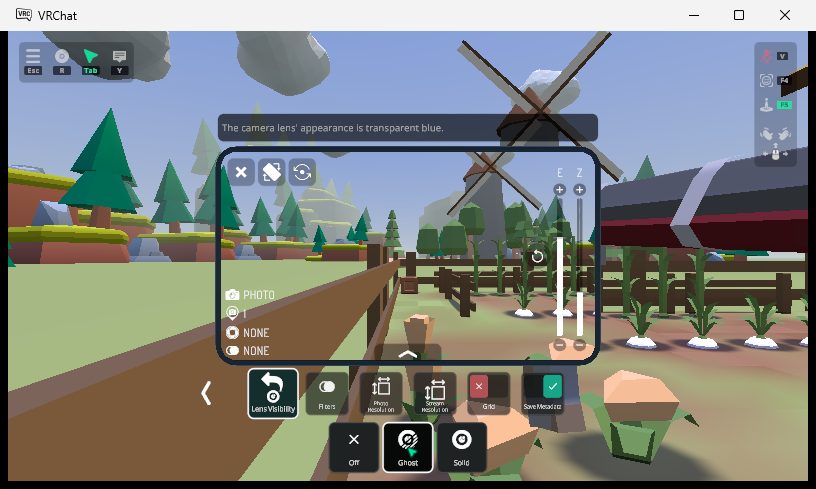 VRC VRChat
Esc R Tab Y
V
F4
F5
The camera lens' appearance is transparent blue.
E Z
PHOTO
1
NONE
NONE
Lens Visibility
Filters
Photo
Resolution
Stream
Resolution
Grid
Save Metadata
Off
Ghost
Solid